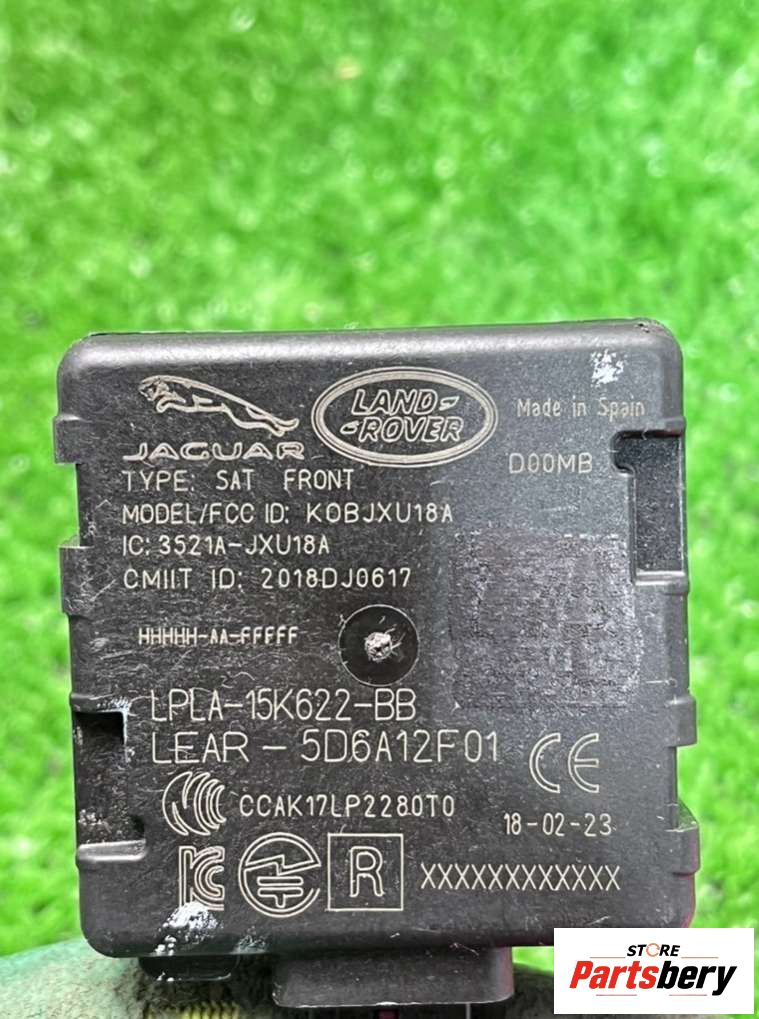 JAGUAR
LAND-
-ROVER
Made in Spain
D00MB
TYPE: SAT FRONT
MODEL/FCC ID: KOBJXU18A
IC: 3521A-JXU18A
CMIIT ID: 2018DJ0617
HHHHH-AA-FFFFF
LPLA-15K622-BB
LEAR - 5D6A12F01
CE
CCAK17LP2280T0
18-02-23
R
XXXXXXXXXXXX
STORE
Partsbery